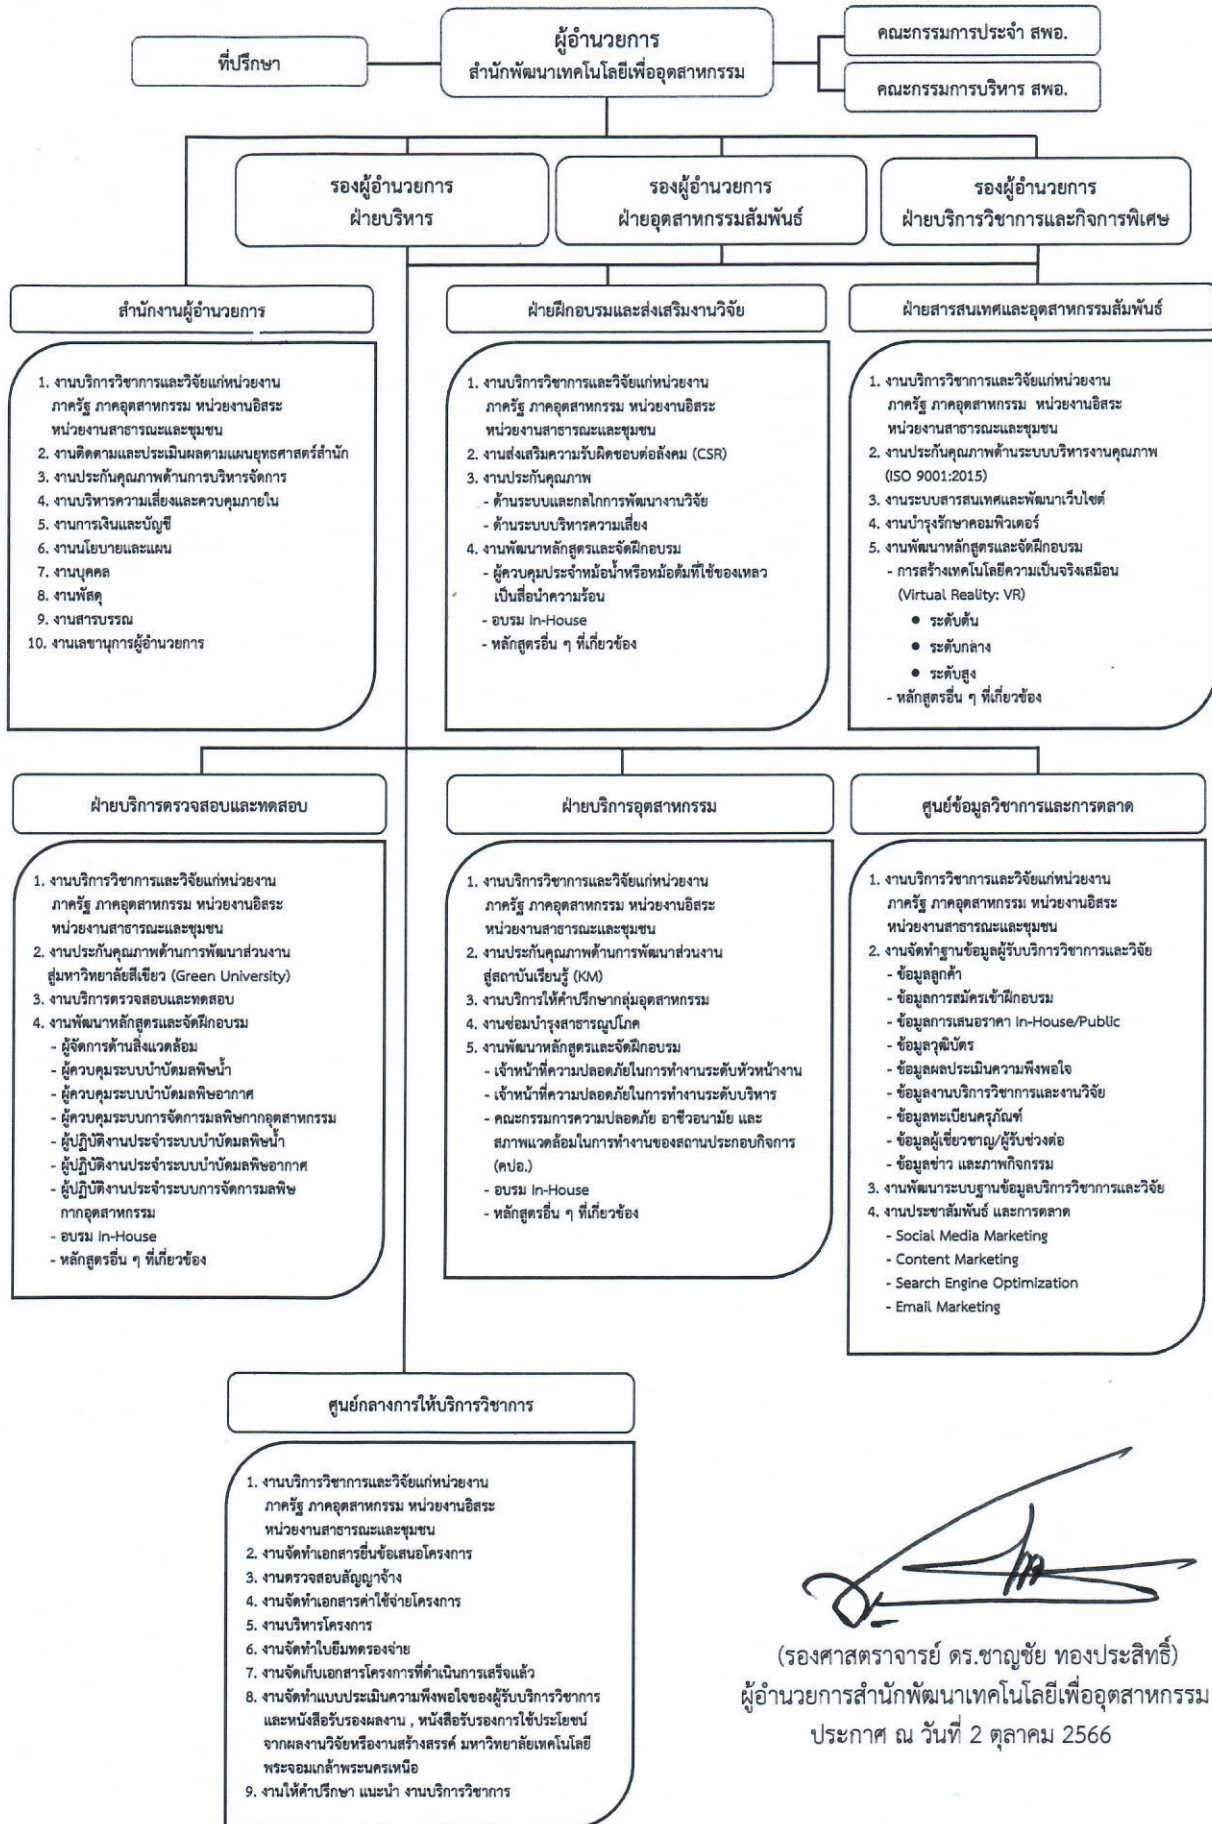 ที่ปรึกษา
ผู้อำนวยการ
สำนักพัฒนาเทคโนโลยีเพื่ออุตสาหกรรม
คณะกรรมการประจำ สพอ.
คณะกรรมการบริหาร สพอ.
รองผู้อำนวยการ
ฝ่ายบริหาร
รองผู้อำนวยการ
ฝ่ายอุตสาหกรรมสัมพันธ์
รองผู้อำนวยการ
ฝ่ายบริการวิชาการและกิจการพิเศษ
สำนักงานผู้อำนวยการ
1. งานบริการวิชาการและวิจัยแก่หน่วยงาน
ภาครัฐ ภาคอุตสาหกรรม หน่วยงานอิสระ
หน่วยงานสาธารณะและชุมชน
2. งานติดตามและประเมินผลตามแผนยุทธศาสตร์สำนัก
3. งานประกันคุณภาพด้านการบริหารจัดการ
4. งานบริหารความเสี่ยงและควบคุมภายใน
5. งานการเงินและบัญชี
6. งานนโยบายและแผน
7. งานบุคคล
8. งานพัสดุ
9. งานสารบรรณ
10. งานเลขานุการผู้อำนวยการ
ฝ่ายฝึกอบรมและส่งเสริมงานวิจัย
1. งานบริการวิชาการและวิจัยแก่หน่วยงาน
ภาครัฐ ภาคอุตสาหกรรม หน่วยงานอิสระ
หน่วยงานสาธารณะและชุมชน
2. งานส่งเสริมความรับผิดชอบต่อสังคม (CSR)
3. งานประกันคุณภาพ
- ด้านระบบและกลไกการพัฒนางานวิจัย
- ด้านระบบบริหารความเสี่ยง
4. งานพัฒนาหลักสูตรและจัดฝึกอบรม
- ผู้ควบคุมประจำหม้อน้ำหรือหม้อต้มที่ใช้ของเหลว
เป็นสื่อนำความร้อน
- อบรม In-House
- หลักสูตรอื่น ๆ ที่เกี่ยวข้อง
ฝ่ายสารสนเทศและอุตสาหกรรมสัมพันธ์
1. งานบริการวิชาการและวิจัยแก่หน่วยงาน
ภาครัฐ ภาคอุตสาหกรรม หน่วยงานอิสระ
หน่วยงานสาธารณะและชุมชน
2. งานประกันคุณภาพด้านระบบบริหารงานคุณภาพ
(ISO 9001:2015)
3. งานระบบสารสนเทศและพัฒนาเว็บไซต์
4. งานบำรุงรักษาคอมพิวเตอร์
5. งานพัฒนาหลักสูตรและจัดฝึกอบรม
- การสร้างเทคโนโลยีความเป็นจริงเสมือน
(Virtual Reality: VR)
● ระดับต้น
● ระดับกลาง
● ระดับสูง
- หลักสูตรอื่น ๆ ที่เกี่ยวข้อง
ฝ่ายบริการตรวจสอบและทดสอบ
1. งานบริการวิชาการและวิจัยแก่หน่วยงาน
ภาครัฐ ภาคอุตสาหกรรม หน่วยงานอิสระ
หน่วยงานสาธารณะและชุมชน
2. งานประกันคุณภาพด้านการพัฒนาส่วนงาน
สู่มหาวิทยาลัยสีเขียว (Green University)
3. งานบริการตรวจสอบและทดสอบ
4. งานพัฒนาหลักสูตรและจัดฝึกอบรม
- ผู้จัดการด้านสิ่งแวดล้อม
- ผู้ควบคุมระบบบำบัดมลพิษน้ำ
- ผู้ควบคุมระบบบำบัดมลพิษอากาศ
- ผู้ควบคุมระบบการจัดการมลพิษกากอุตสาหกรรม
- ผู้ปฏิบัติงานประจำระบบบำบัดมลพิษน้ำ
- ผู้ปฏิบัติงานประจำระบบบำบัดมลพิษอากาศ
- ผู้ปฏิบัติงานประจำระบบการจัดการมลพิษ
กากอุตสาหกรรม
- อบรม In-House
- หลักสูตรอื่น ๆ ที่เกี่ยวข้อง
ฝ่ายบริการอุตสาหกรรม
1. งานบริการวิชาการและวิจัยแก่หน่วยงาน
ภาครัฐ ภาคอุตสาหกรรม หน่วยงานอิสระ
หน่วยงานสาธารณะและชุมชน
2. งานประกันคุณภาพด้านการพัฒนาส่วนงาน
สู่สถาบันเรียนรู้ (KM)
3. งานบริการให้คำปรึกษากลุ่มอุตสาหกรรม
4. งานซ่อมบำรุงสาธารณูปโภค
5. งานพัฒนาหลักสูตรและจัดฝึกอบรม
- เจ้าหน้าที่ความปลอดภัยในการทำงานระดับหัวหน้างาน
- เจ้าหน้าที่ความปลอดภัยในการทำงานระดับบริหาร
- คณะกรรมการความปลอดภัย อาชีวอนามัย และ
สภาพแวดล้อมในการทำงานของสถานประกอบกิจการ
(คปอ.)
- อบรม In-House
- หลักสูตรอื่น ๆ ที่เกี่ยวข้อง
ศูนย์ข้อมูลวิชาการและการตลาด
1. งานบริการวิชาการและวิจัยแก่หน่วยงาน
ภาครัฐ ภาคอุตสาหกรรม หน่วยงานอิสระ
หน่วยงานสาธารณะและชุมชน
2. งานจัดทำฐานข้อมูลผู้รับบริการวิชาการและวิจัย
- ข้อมูลลูกค้า
- ข้อมูลการสมัครเข้าฝึกอบรม
- ข้อมูลการเสนอราคา In-House/Public
- ข้อมูลวุฒิบัตร
- ข้อมูลผลประเมินความพึงพอใจ
- ข้อมูลงานบริการวิชาการและงานวิจัย
- ข้อมูลทะเบียนครุภัณฑ์
- ข้อมูลผู้เชี่ยวชาญ/ผู้รับช่วงต่อ
- ข้อมูลข่าว และภาพกิจกรรม
3. งานพัฒนาระบบฐานข้อมูลบริการวิชาการและวิจัย
4. งานประชาสัมพันธ์ และการตลาด
- Social Media Marketing
- Content Marketing
- Search Engine Optimization
- Email Marketing
ศูนย์กลางการให้บริการวิชาการ
1. งานบริการวิชาการและวิจัยแก่หน่วยงาน
ภาครัฐ ภาคอุตสาหกรรม หน่วยงานอิสระ
หน่วยงานสาธารณะและชุมชน
2. งานจัดทำเอกสารยื่นข้อเสนอโครงการ
3. งานตรวจสอบสัญญาจ้าง
4. งานจัดทำเอกสารค่าใช้จ่ายโครงการ
5. งานบริหารโครงการ
6. งานจัดทำใบยืมทดรองจ่าย
7. งานจัดเก็บเอกสารโครงการที่ดำเนินการเสร็จแล้ว
8. งานจัดทำแบบประเมินความพึงพอใจของผู้รับบริการวิชาการ
และหนังสือรับรองผลงาน , หนังสือรับรองการใช้ประโยชน์
จากผลงานวิจัยหรืองานสร้างสรรค์ มหาวิทยาลัยเทคโนโลยี
พระจอมเกล้าพระนครเหนือ
9. งานให้คำปรึกษา แนะนำ งานบริการวิชาการ
(รองศาสตราจารย์ ดร.ชาญชัย ทองประสิทธิ์)
ผู้อำนวยการสำนักพัฒนาเทคโนโลยีเพื่ออุตสาหกรรม
ประกาศ ณ วันที่ 2 ตุลาคม 2566